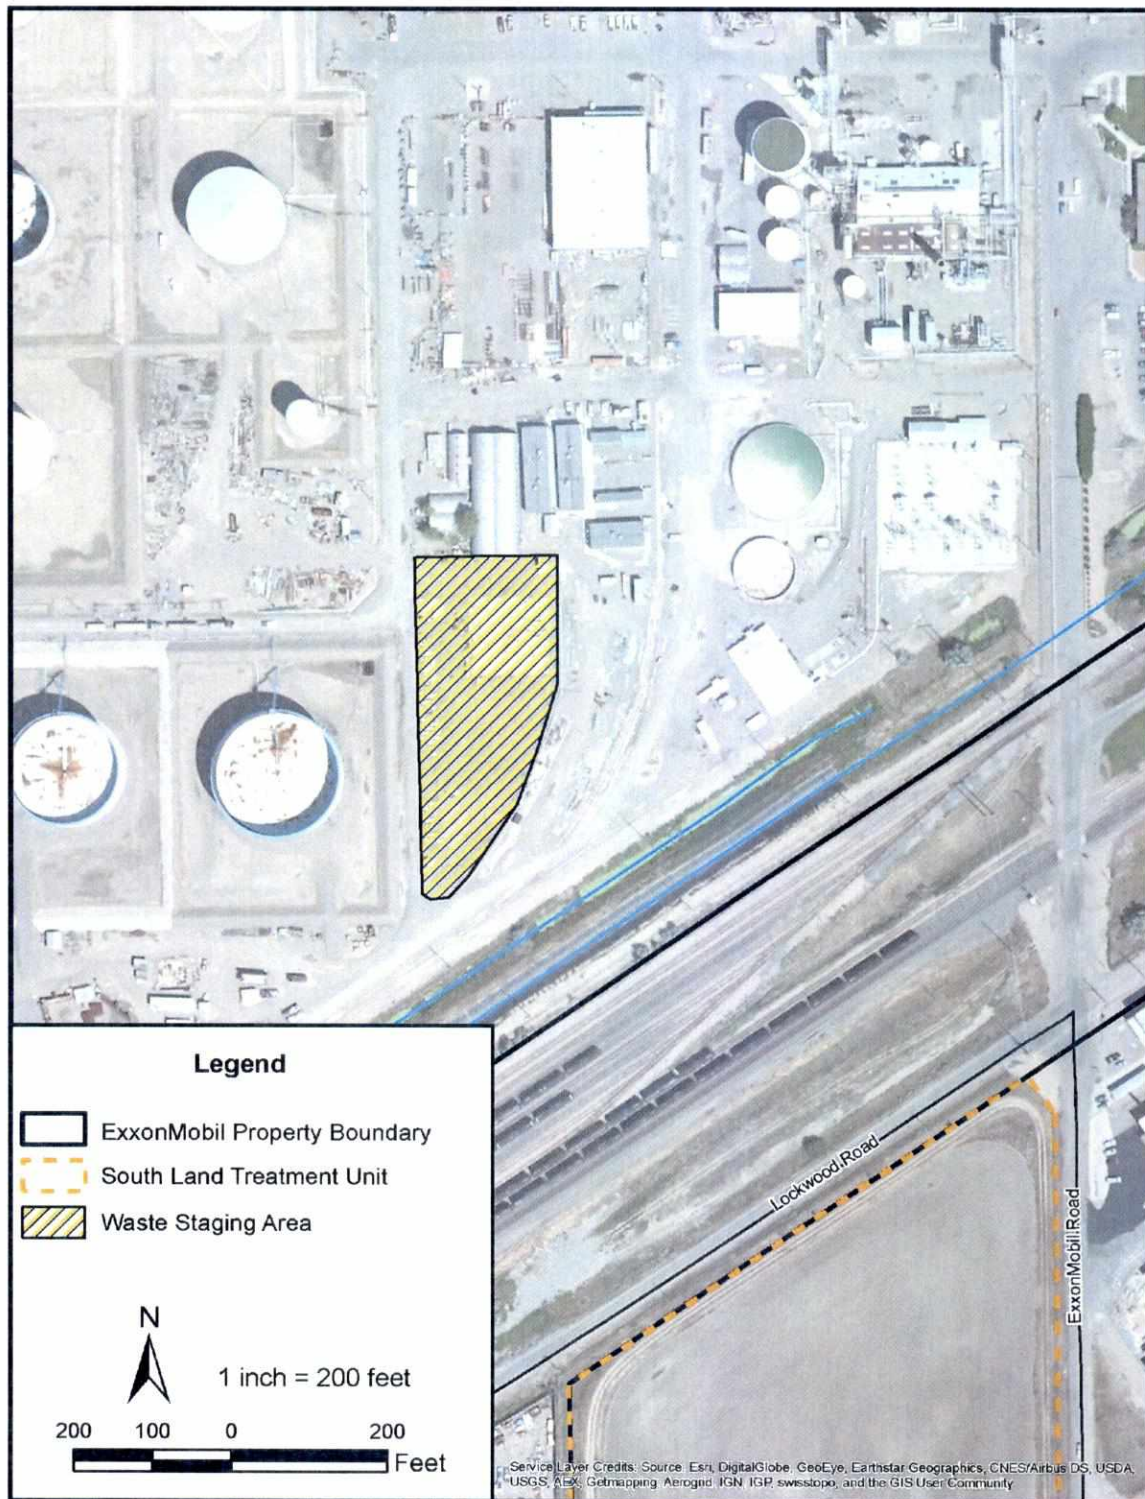 Lockwood Road
ExxonMobil Road
Legend
ExxonMobil Property Boundary
South Land Treatment Unit
Waste Staging Area
N
1 inch = 200 feet
200 100 0 200
Feet
Service Layer Credits: Source: Esri, DigitalGlobe, GeoEye, Earthstar Geographics, CNES/Airbus DS, USDA,
USGS, AEX, Getmapping, Aerogrid, IGN, IGP, swisstopo, and the GIS User Community